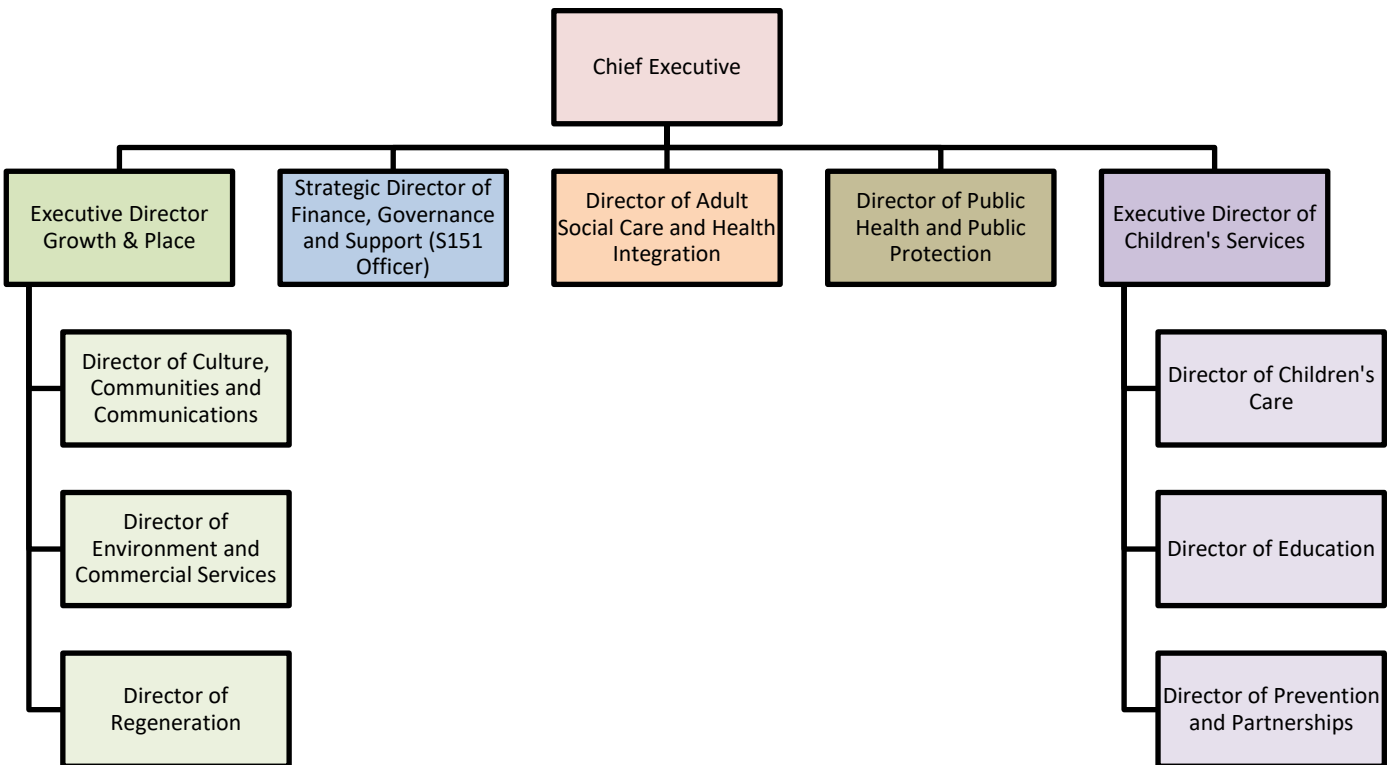 Chief Executive
Executive Director
Growth & Place
Strategic Director of
Finance, Governance
and Support (S151
Officer)
Director of Adult
Social Care and Health
Integration
Director of Public
Health and Public
Protection
Executive Director of
Children's Services
Director of Culture,
Communities and
Communications
Director of
Environment and
Commercial Services
Director of
Regeneration
Director of Children's
Care
Director of Education
Director of Prevention
and Partnerships